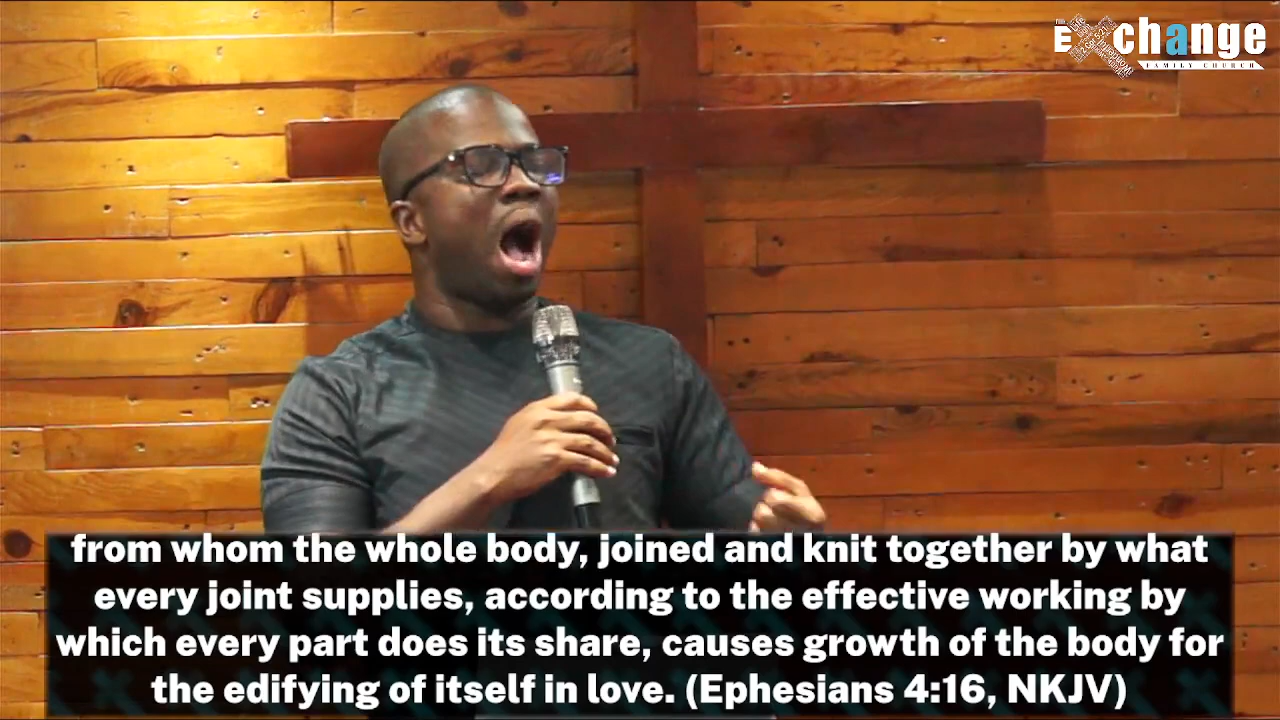 Exchange
FAMILY CHURCH
from whom the whole body, joined and knit together by what
every joint supplies, according to the effective working by
which every part does its share, causes growth of the body for
the edifying of itself in love. (Ephesians 4:16, NKJV)